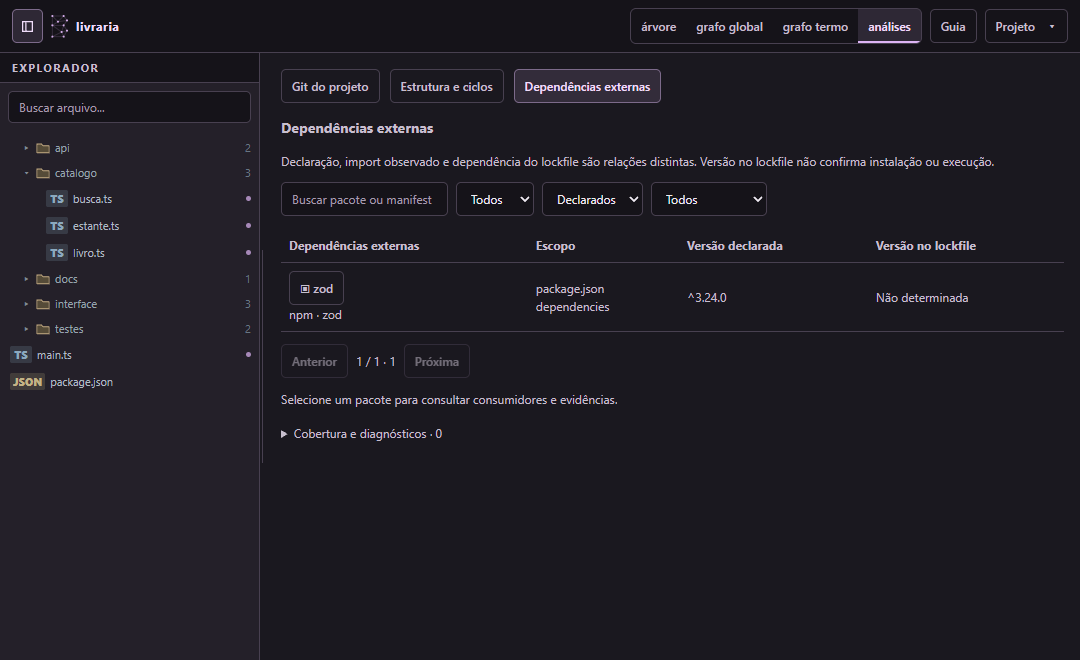 livraria
árvore
grafo global
grafo termo
análises
Guia
Projeto
EXPLORADOR
Buscar arquivo...
api 2
catalogo 3
TS busca.ts
TS estante.ts
TS livro.ts
docs 1
interface 3
testes 2
TS main.ts
JSON package.json
Git do projeto
Estrutura e ciclos
Dependências externas
Dependências externas
Declaração, import observado e dependência do lockfile são relações distintas. Versão no lockfile não confirma instalação ou execução.
Buscar pacote ou manifest
Todos
Declarados
Todos
Dependências externas Escopo Versão declarada Versão no lockfile
zod
npm · zod
package.json
dependencies
^3.24.0
Não determinada
Anterior 1 / 1 · 1 Próxima
Selecione um pacote para consultar consumidores e evidências.
Cobertura e diagnósticos · 0